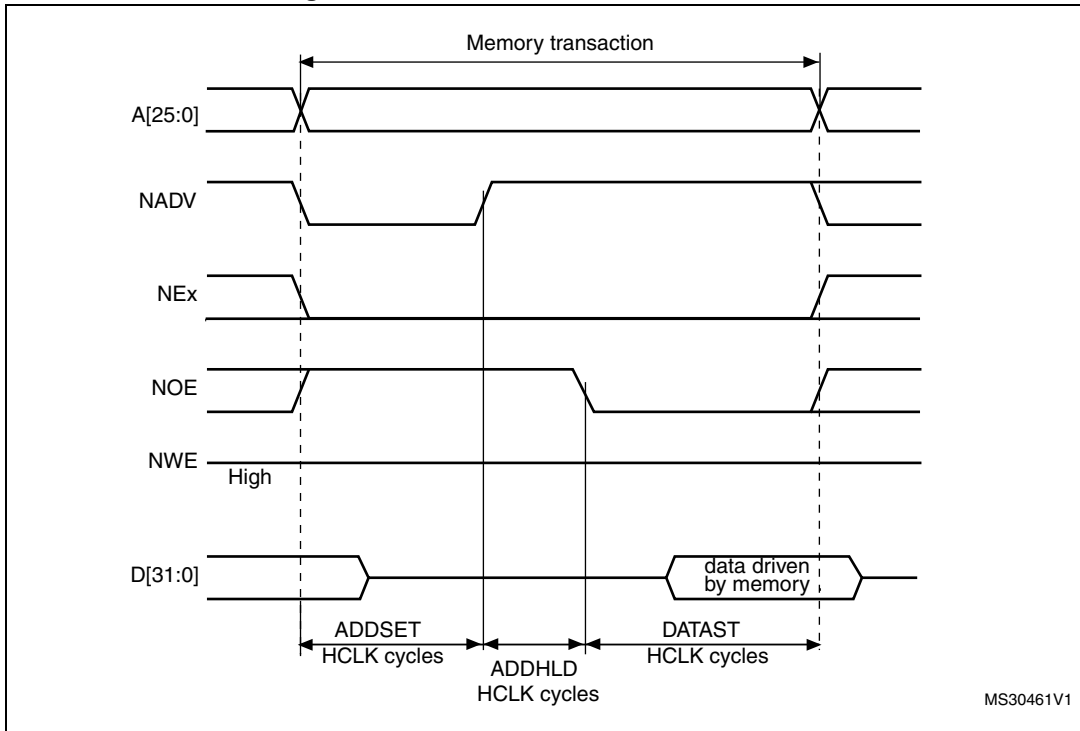 Memory transaction
A[25:0]
NADV
NEx
NOE
NWE
High
D[31:0]
data driven
by memory
ADDSET
HCLK cycles
DATAST
HCLK cycles
ADDHLD
HCLK cycles
MS30461V1